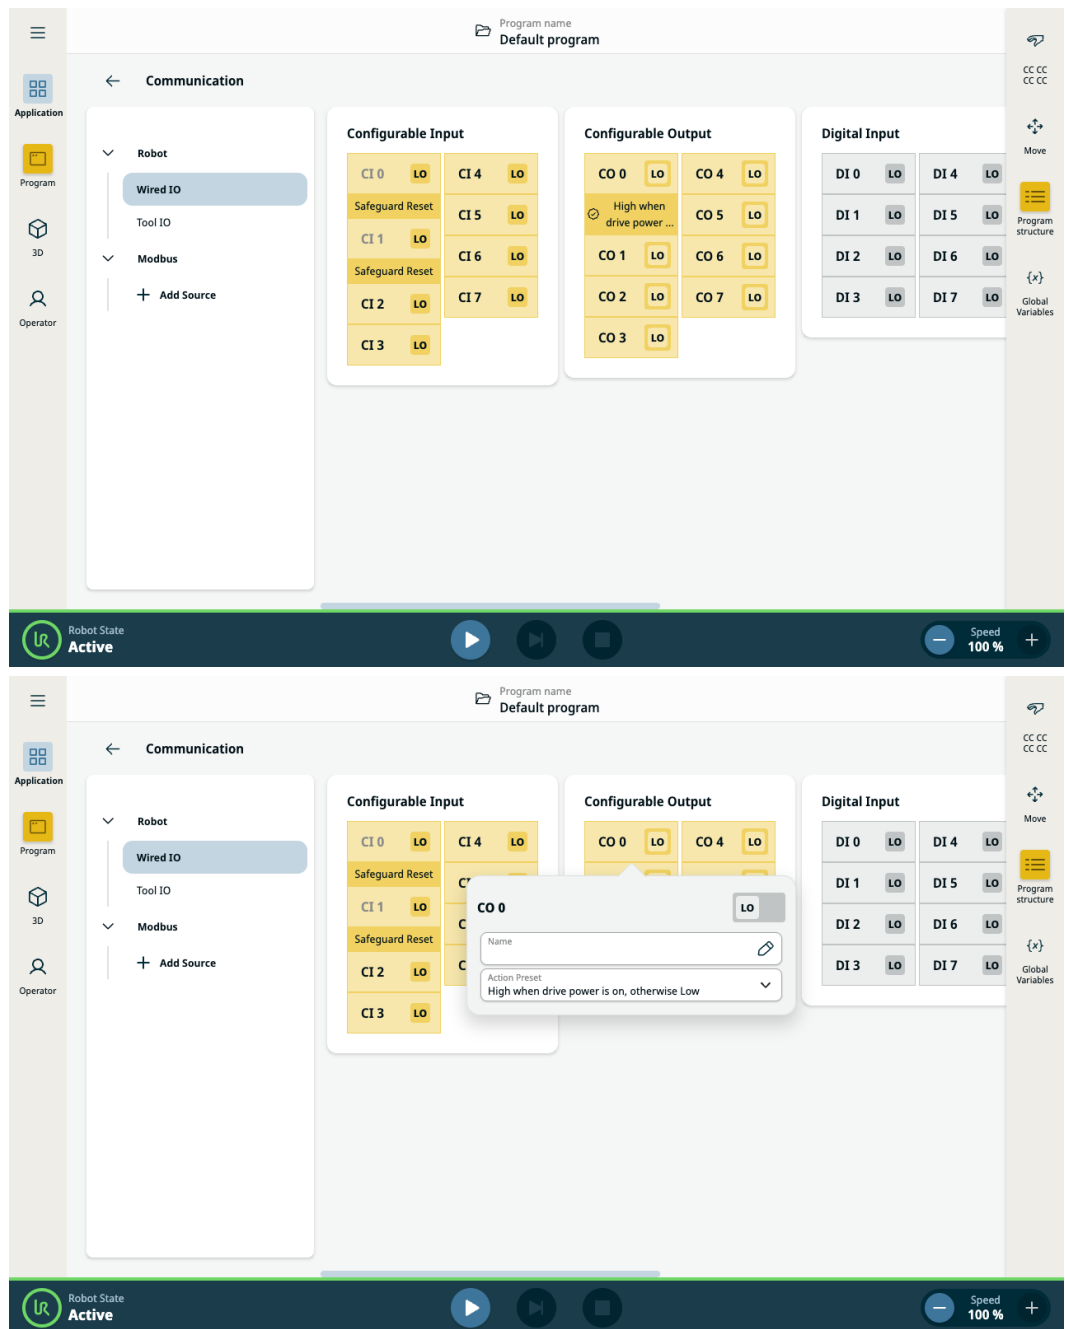 Program name
Default program
Application
Program
3D
Operator
Communication
Robot
Wired IO
Tool IO
Modbus
Add Source
Configurable Input
CI 0 LO CI 4 LO
Safeguard Reset
CI 5 LO
CI 1 LO
CI 6 LO
Safeguard Reset
CI 2 LO CI 7 LO
CI 3 LO
Configurable Output
CO 0 LO CO 4 LO
High when
drive power ...
CO 5 LO
CO 1 LO CO 6 LO
CO 2 LO CO 7 LO
CO 3 LO
Digital Input
DI 0 LO DI 4 LO
DI 1 LO DI 5 LO
DI 2 LO DI 6 LO
DI 3 LO DI 7 LO
CC CC
CC CC
Move
Program
structure
{x}
Global
Variables
Robot State
Active
Speed
100 %
Program name
Default program
Application
Program
3D
Operator
Communication
Robot
Wired IO
Tool IO
Modbus
Add Source
Configurable Input
CI 0 LO CI 4 LO
Safeguard Reset
CI 1 LO
Safeguard Reset
CI 2 LO
CI 3 LO
Configurable Output
CO 0 LO CO 4 LO
CO 0 LO
Name
Action Preset
High when drive power is on, otherwise Low
Digital Input
DI 0 LO DI 4 LO
DI 1 LO DI 5 LO
DI 2 LO DI 6 LO
DI 3 LO DI 7 LO
CC CC
CC CC
Move
Program
structure
{x}
Global
Variables
Robot State
Active
Speed
100 %